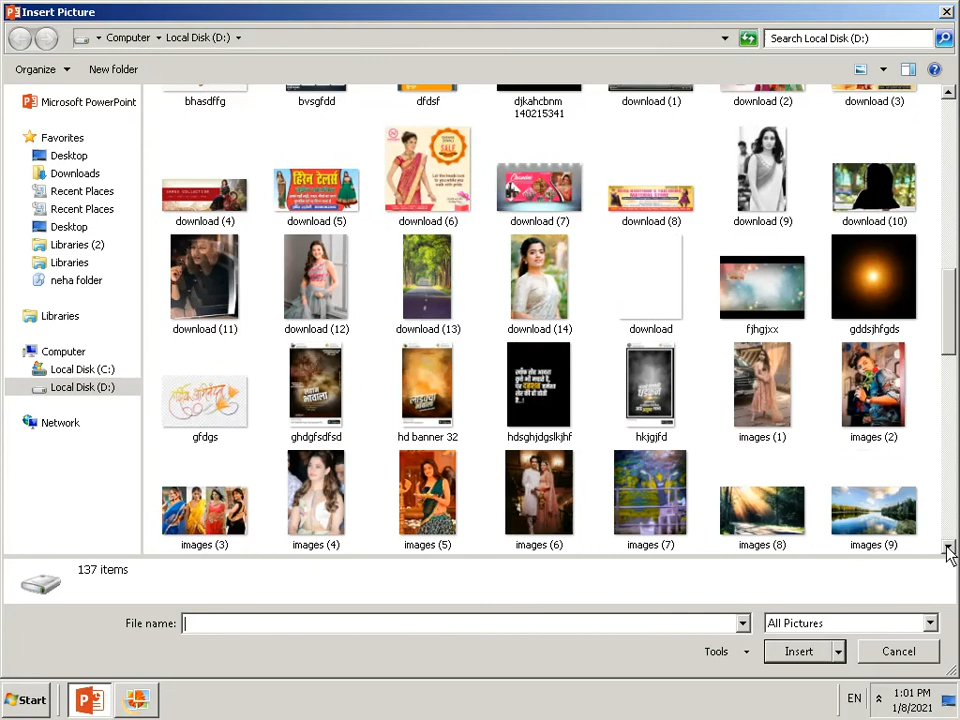 Insert Picture
Computer Local Disk (D:) Search Local Disk (D:)
Organize New folder
Microsoft PowerPoint
Favorites
Desktop
Downloads
Recent Places
Recent Places
Desktop
Libraries (2)
Libraries
neha folder
Libraries
Computer
Local Disk (C:)
Local Disk (D:)
Network
bhasdffg bvsgfdd dfdsf djkahcbnm 140215341 download (1) download (2) download (3)
SALE
हिरेन टेलर्स
download (4) download (5) download (6) download (7) download (8) download (9) download (10)
download (11) download (12) download (13) download (14) download fjhgjxx gddsjhfgds
gfdgs ghdgfsdfsd hd banner 32 hdsghjdgslkjhf hkjgjfd images (1) images (2)
images (3) images (4) images (5) images (6) images (7) images (8) images (9)
137 items
File name: All Pictures
Tools Insert Cancel
Start EN 1:01 PM
1/8/2021